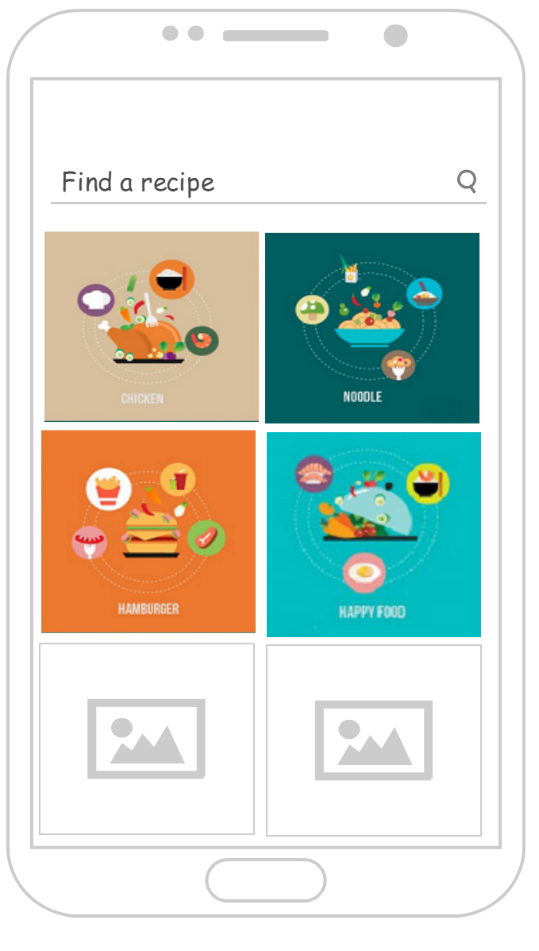 Find a recipe
CHICKEN
NOODLE
HAMBURGER
HAPPY FOOD